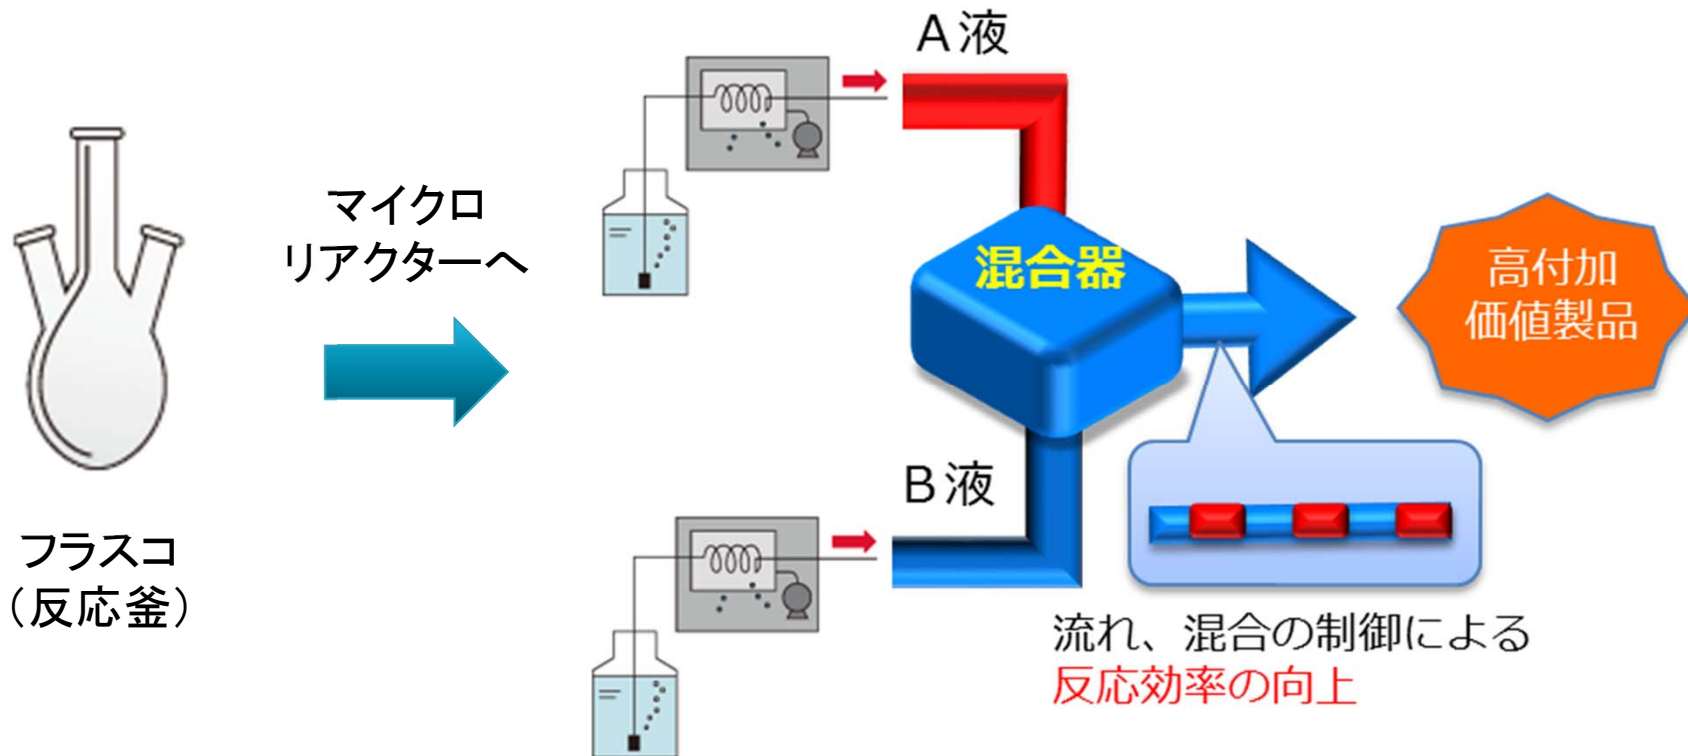 フラスコ
（反応釜）
マイクロ
リアクターへ
A液
B液
混合器
高付加
価値製品
流れ、混合の制御による
反応効率の向上